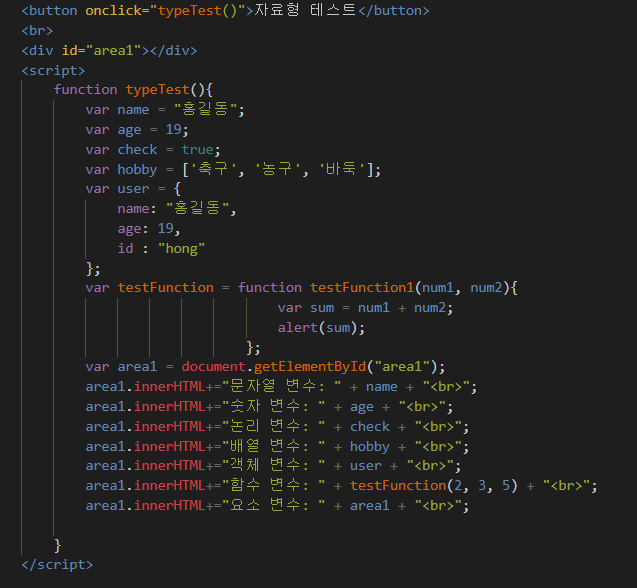 <button onclick="typeTest()">자료형 테스트</button>
<br>
<div id="area1"></div>
<script>
function typeTest(){
var name = "홍길동";
var age = 19;
var check = true;
var hobby = ['축구', '농구', '바둑'];
var user = {
name: "홍길동",
age: 19,
id : "hong"
};
var testFunction = function testFunction1(num1, num2){
var sum = num1 + num2;
alert(sum);
};
var area1 = document.getElementById("area1");
area1.innerHTML+="문자열 변수: " + name + "<br>";
area1.innerHTML+="숫자 변수: " + age + "<br>";
area1.innerHTML+="논리 변수: " + check + "<br>";
area1.innerHTML+="배열 변수: " + hobby + "<br>";
area1.innerHTML+="객체 변수: " + user + "<br>";
area1.innerHTML+="함수 변수: " + testFunction(2, 3, 5) + "<br>";
area1.innerHTML+="요소 변수: " + area1 + "<br>";
}
</script>